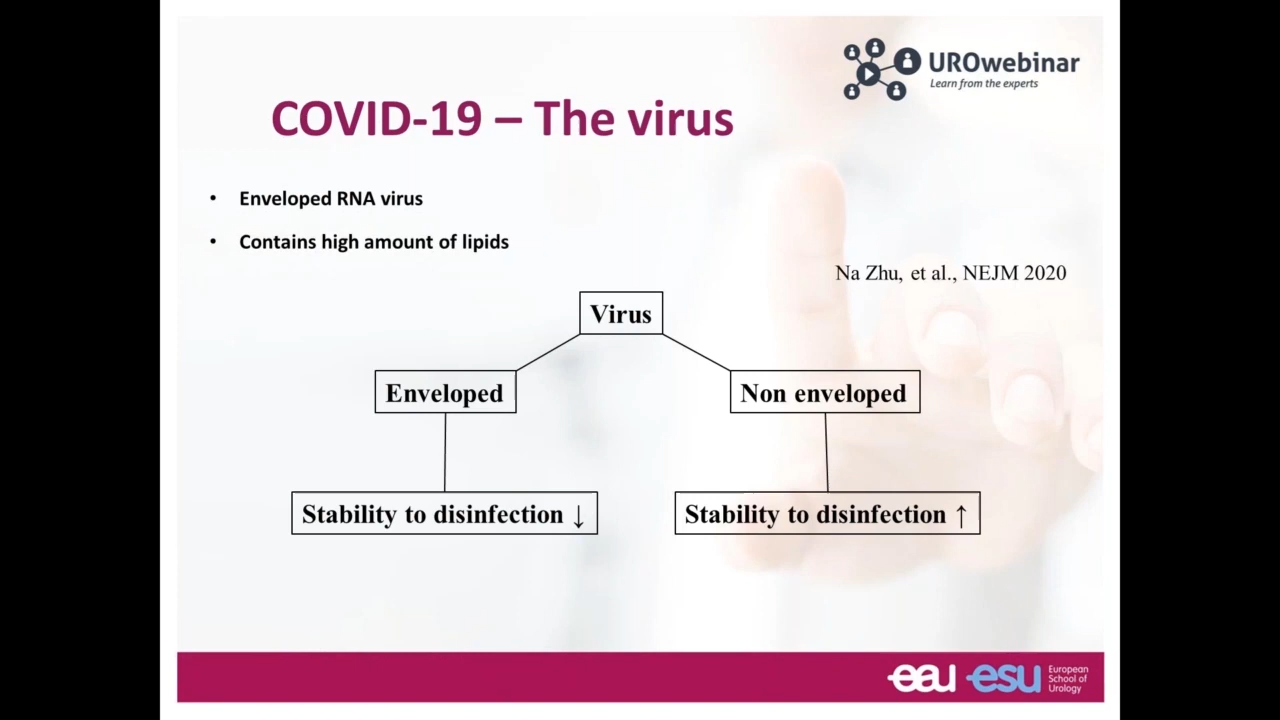 UROwebinar
Learn from the experts
COVID-19 – The virus
• Enveloped RNA virus
• Contains high amount of lipids
Na Zhu, et al., NEJM 2020
Virus
Enveloped
Non enveloped
Stability to disinfection ↓
Stability to disinfection ↑
eau esu
European
School of
Urology